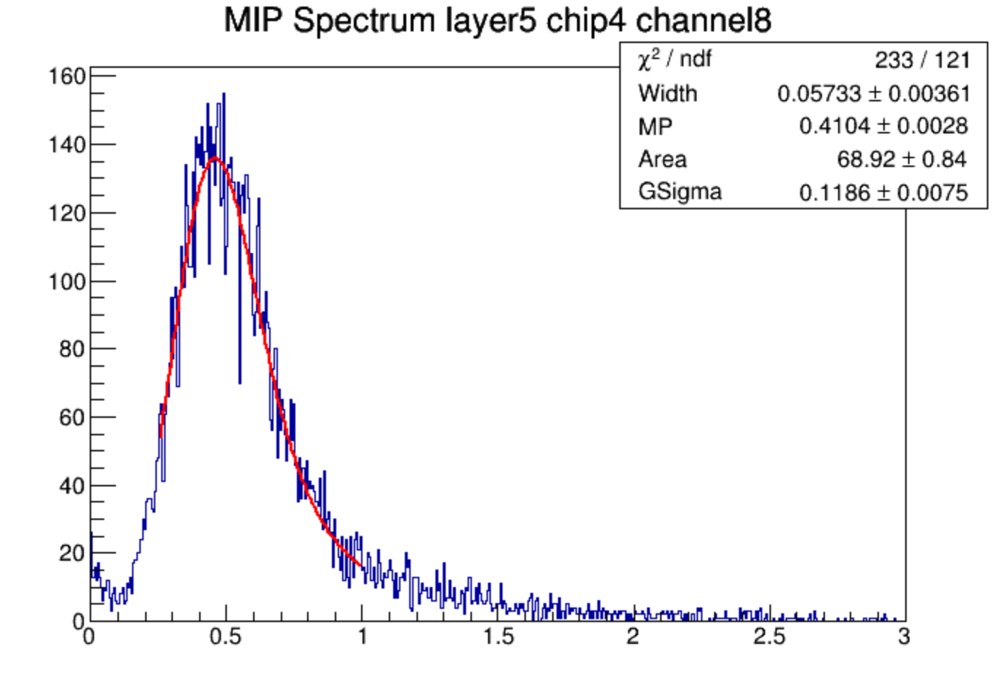 MIP Spectrum layer5 chip4 channel8
χ² / ndf 233 / 121
Width 0.05733 ± 0.00361
MP 0.4104 ± 0.0028
Area 68.92 ± 0.84
GSigma 0.1186 ± 0.0075
160
140
120
100
80
60
40
20
0
0 0.5 1 1.5 2 2.5 3